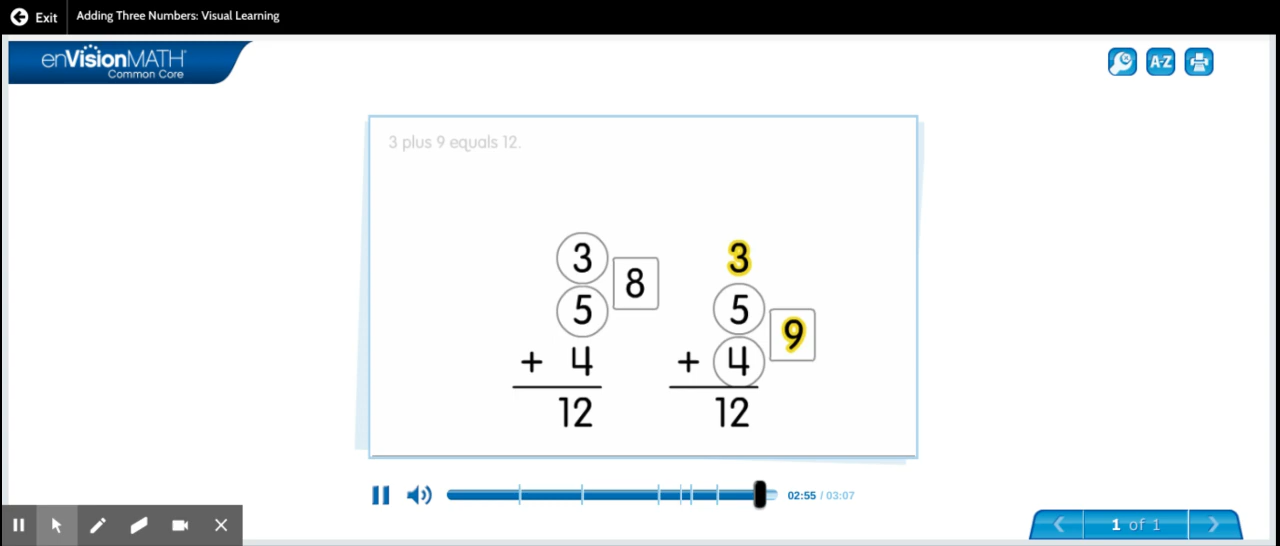 Exit
Adding Three Numbers: Visual Learning
enVisionMATH
Common Core
A-Z
3 plus 9 equals 12.
3
5
8
+ 4
12
3
5
9
+ 4
12
02:55 / 03:07
1 of 1